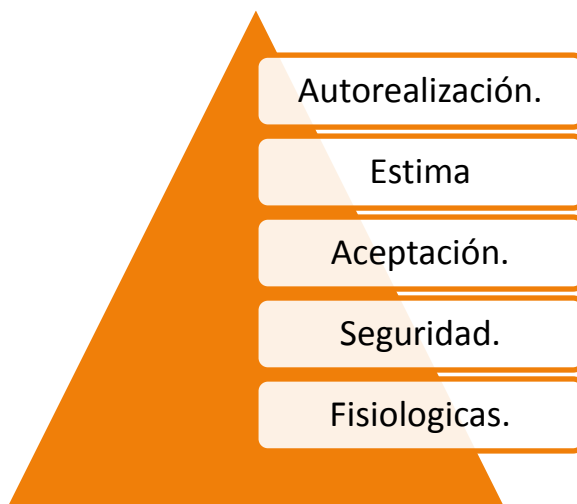 Autorealización.
Estima
Aceptación.
Seguridad.
Fisiologicas.